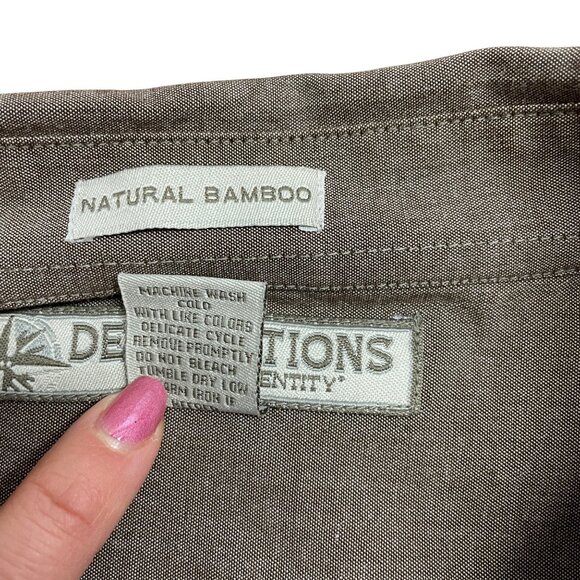 NATURAL BAMBOO
MACHINE WASH
COLD
WITH LIKE COLORS
DELICATE CYCLE
REMOVE PROMPTLY
DO NOT BLEACH
TUMBLE DRY LOW
IRON IF
DE TIONS
ENTITY